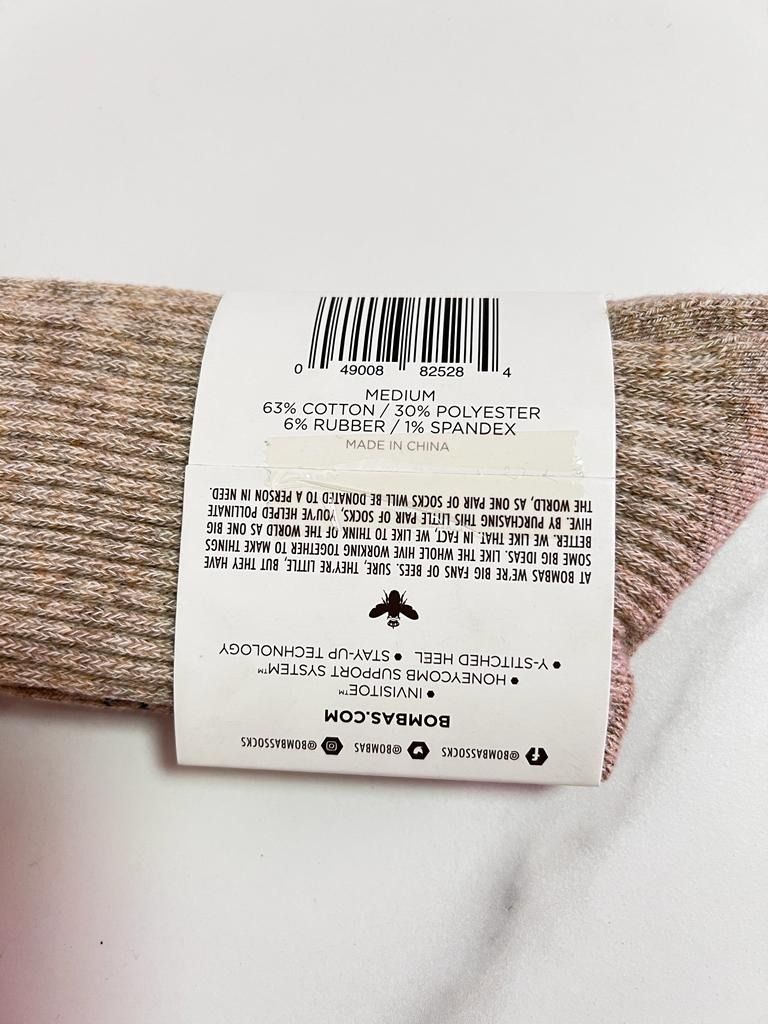 0 49008 82528 4
MEDIUM
63% COTTON / 30% POLYESTER
6% RUBBER / 1% SPANDEX
MADE IN CHINA
@BOMBASSOCKS @BOMBAS @BOMBASSOCKS
BOMBAS.COM
• INVISITOE™
• HONEYCOMB SUPPORT SYSTEM™
• Y-STITCHED HEEL • STAY-UP TECHNOLOGY
AT BOMBAS WE'RE BIG FANS OF BEES. SURE, THEY'RE LITTLE, BUT THEY HAVE
SOME BIG IDEAS. LIKE THE WHOLE HIVE WORKING TOGETHER TO MAKE THINGS
BETTER. WE LIKE THAT. IN FACT, WE LIKE TO THINK OF THE WORLD AS ONE BIG
HIVE. BY PURCHASING THIS LITTLE PAIR OF SOCKS, YOU'VE HELPED POLLINATE
THE WORLD, AS ONE PAIR OF SOCKS WILL BE DONATED TO A PERSON IN NEED.